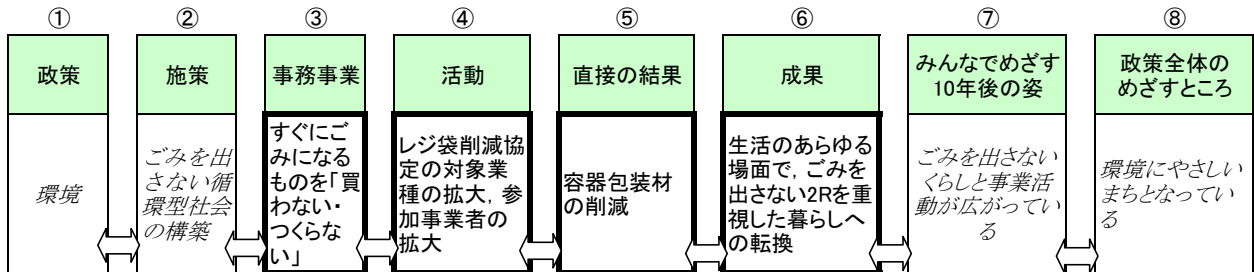 ① ② ③ ④ ⑤ ⑥ ⑦ ⑧
政策
施策
事務事業
活動
直接の結果
成果
みんなでめざす
10年後の姿
政策全体の
めざすところ
環境
ごみを出
さない循
環型社会
の構築
すぐにご
みになる
ものを「買
わない・
つくらな
い」
レジ袋削減協
定の対象業
種の拡大，参
加事業者の
拡大
容器包装材
の削減
生活のあらゆる
場面で，ごみを
出さない2Rを重
視した暮らしへ
の転換
ごみを出さない
くらしと事業活
動が広がってい
る
環境にやさしい
まちとなってい
る